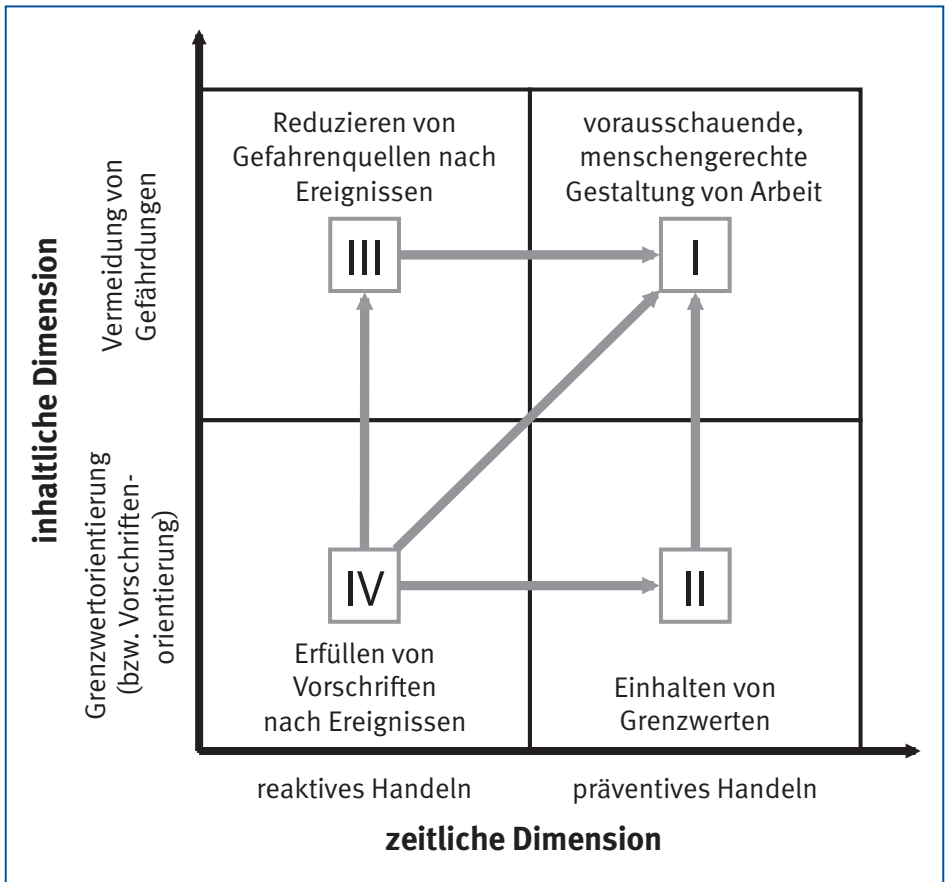 Reduzieren von
Gefahrenquellen nach
Ereignissen
III
vorausschauende,
menschengerechte
Gestaltung von Arbeit
I
IV
Erfüllen von
Vorschriften
nach Ereignissen
II
Einhalten von
Grenzwerten
inhaltliche Dimension
Vermeidung von
Gefährdungen
Grenzwertorientierung
(bzw. Vorschriften-
orientierung)
reaktives Handeln
präventives Handeln
zeitliche Dimension